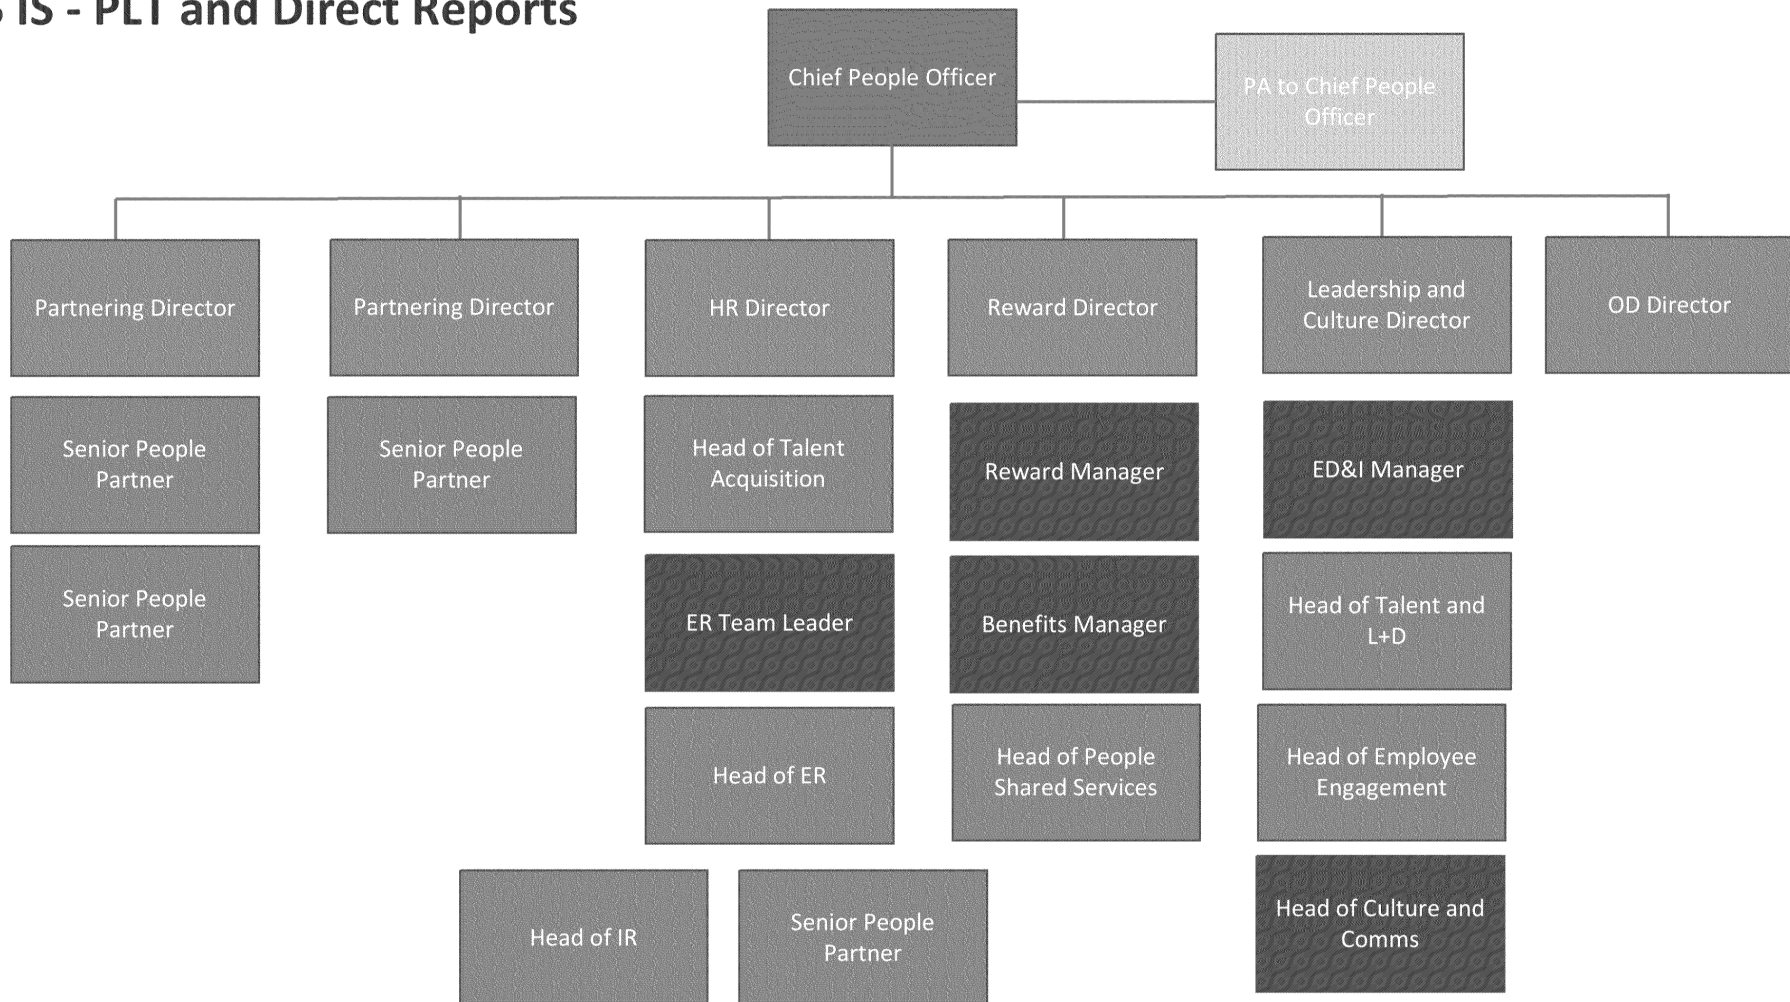 IS - PLT and Direct Reports
Chief People Officer
PA to Chief People
Officer
Partnering Director
Partnering Director
HR Director
Reward Director
Leadership and
Culture Director
OD Director
Senior People
Partner
Senior People
Partner
Head of Talent
Acquisition
Reward Manager
ED&I Manager
Senior People
Partner
ER Team Leader
Benefits Manager
Head of Talent and
L+D
Head of ER
Head of People
Shared Services
Head of Employee
Engagement
Head of IR
Senior People
Partner
Head of Culture and
Comms